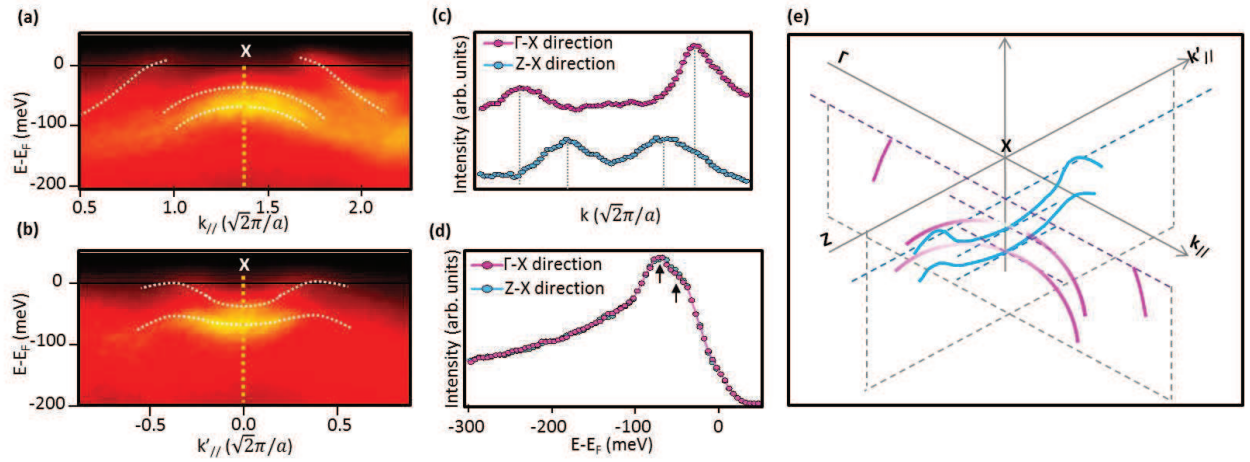 (a)
X
0
-100
-200
E-E_F (meV)
0.5
1.0
1.5
2.0
k_// (√2π/a)
(b)
X
0
-100
-200
E-E_F (meV)
-0.5
0.0
0.5
k'_// (√2π/a)
(c)
Γ-X direction
Z-X direction
Intensity (arb. units)
k (√2π/a)
(d)
Γ-X direction
Z-X direction
Intensity (arb. units)
-300
-200
-100
0
E-E_F (meV)
(e)
Γ
k'_//
X
Z
k_//